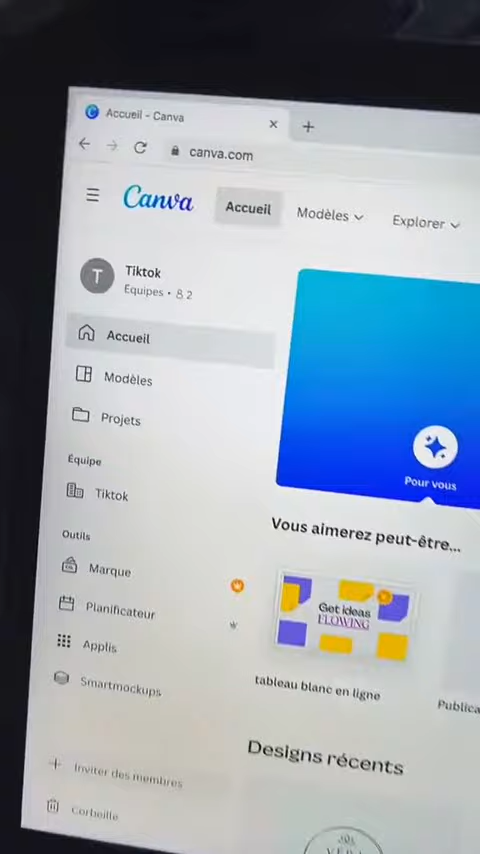 Accueil - Canva
canva.com
Canva
Accueil
Modèles
Explorer
T
Tiktok
Équipes • 2
Accueil
Modèles
Projets
Équipe
Tiktok
Outils
Marque
Planificateur
Applis
Smartmockups
Inviter des membres
Corbeille
Pour vous
Vous aimerez peut-être...
Get ideas
FLOWING
tableau blanc en ligne
Publica
Designs récents